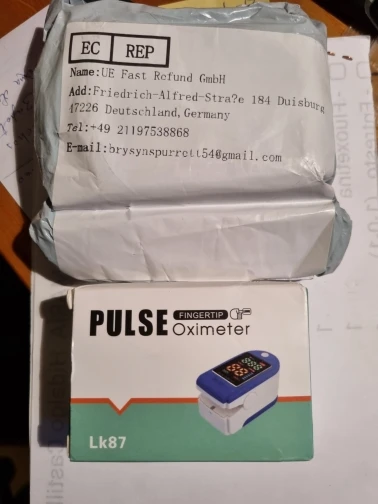 EC REP
Name:UE Fast Refund GmbH
Add:Friedrich-Alfred-Stra?e 184 Duisburg
47226 Deutschland,Germany
Tel:+49 21197538868
E-mail:brysynspurrett54@gmail.com
- Fluoxetina
PULSE FINGERTIP
Oximeter
Lk87